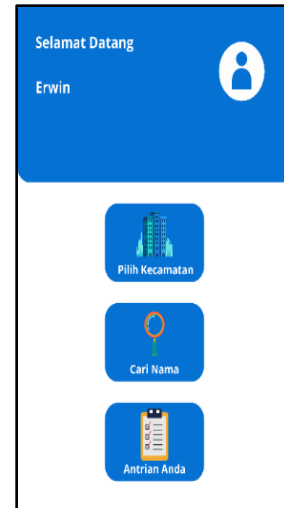 Selamat Datang
Erwin
Pilih Kecamatan
Cari Nama
Antrian Anda